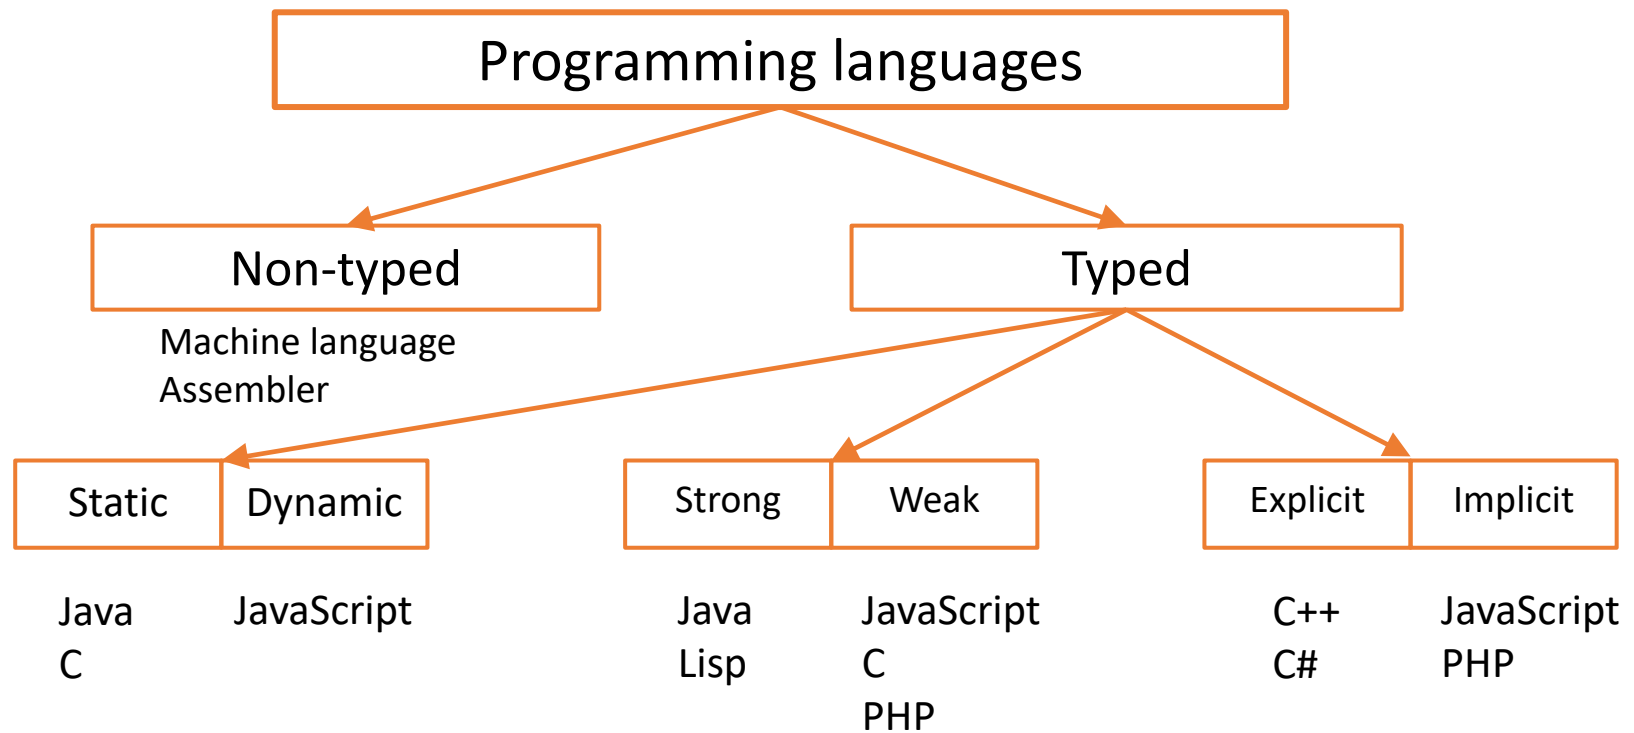 Programming languages
Non-typed
Typed
Machine language
Assembler
Static
Dynamic
Strong
Weak
Explicit
Implicit
Java
C
JavaScript
Java
Lisp
JavaScript
C
PHP
C++
C#
JavaScript
PHP